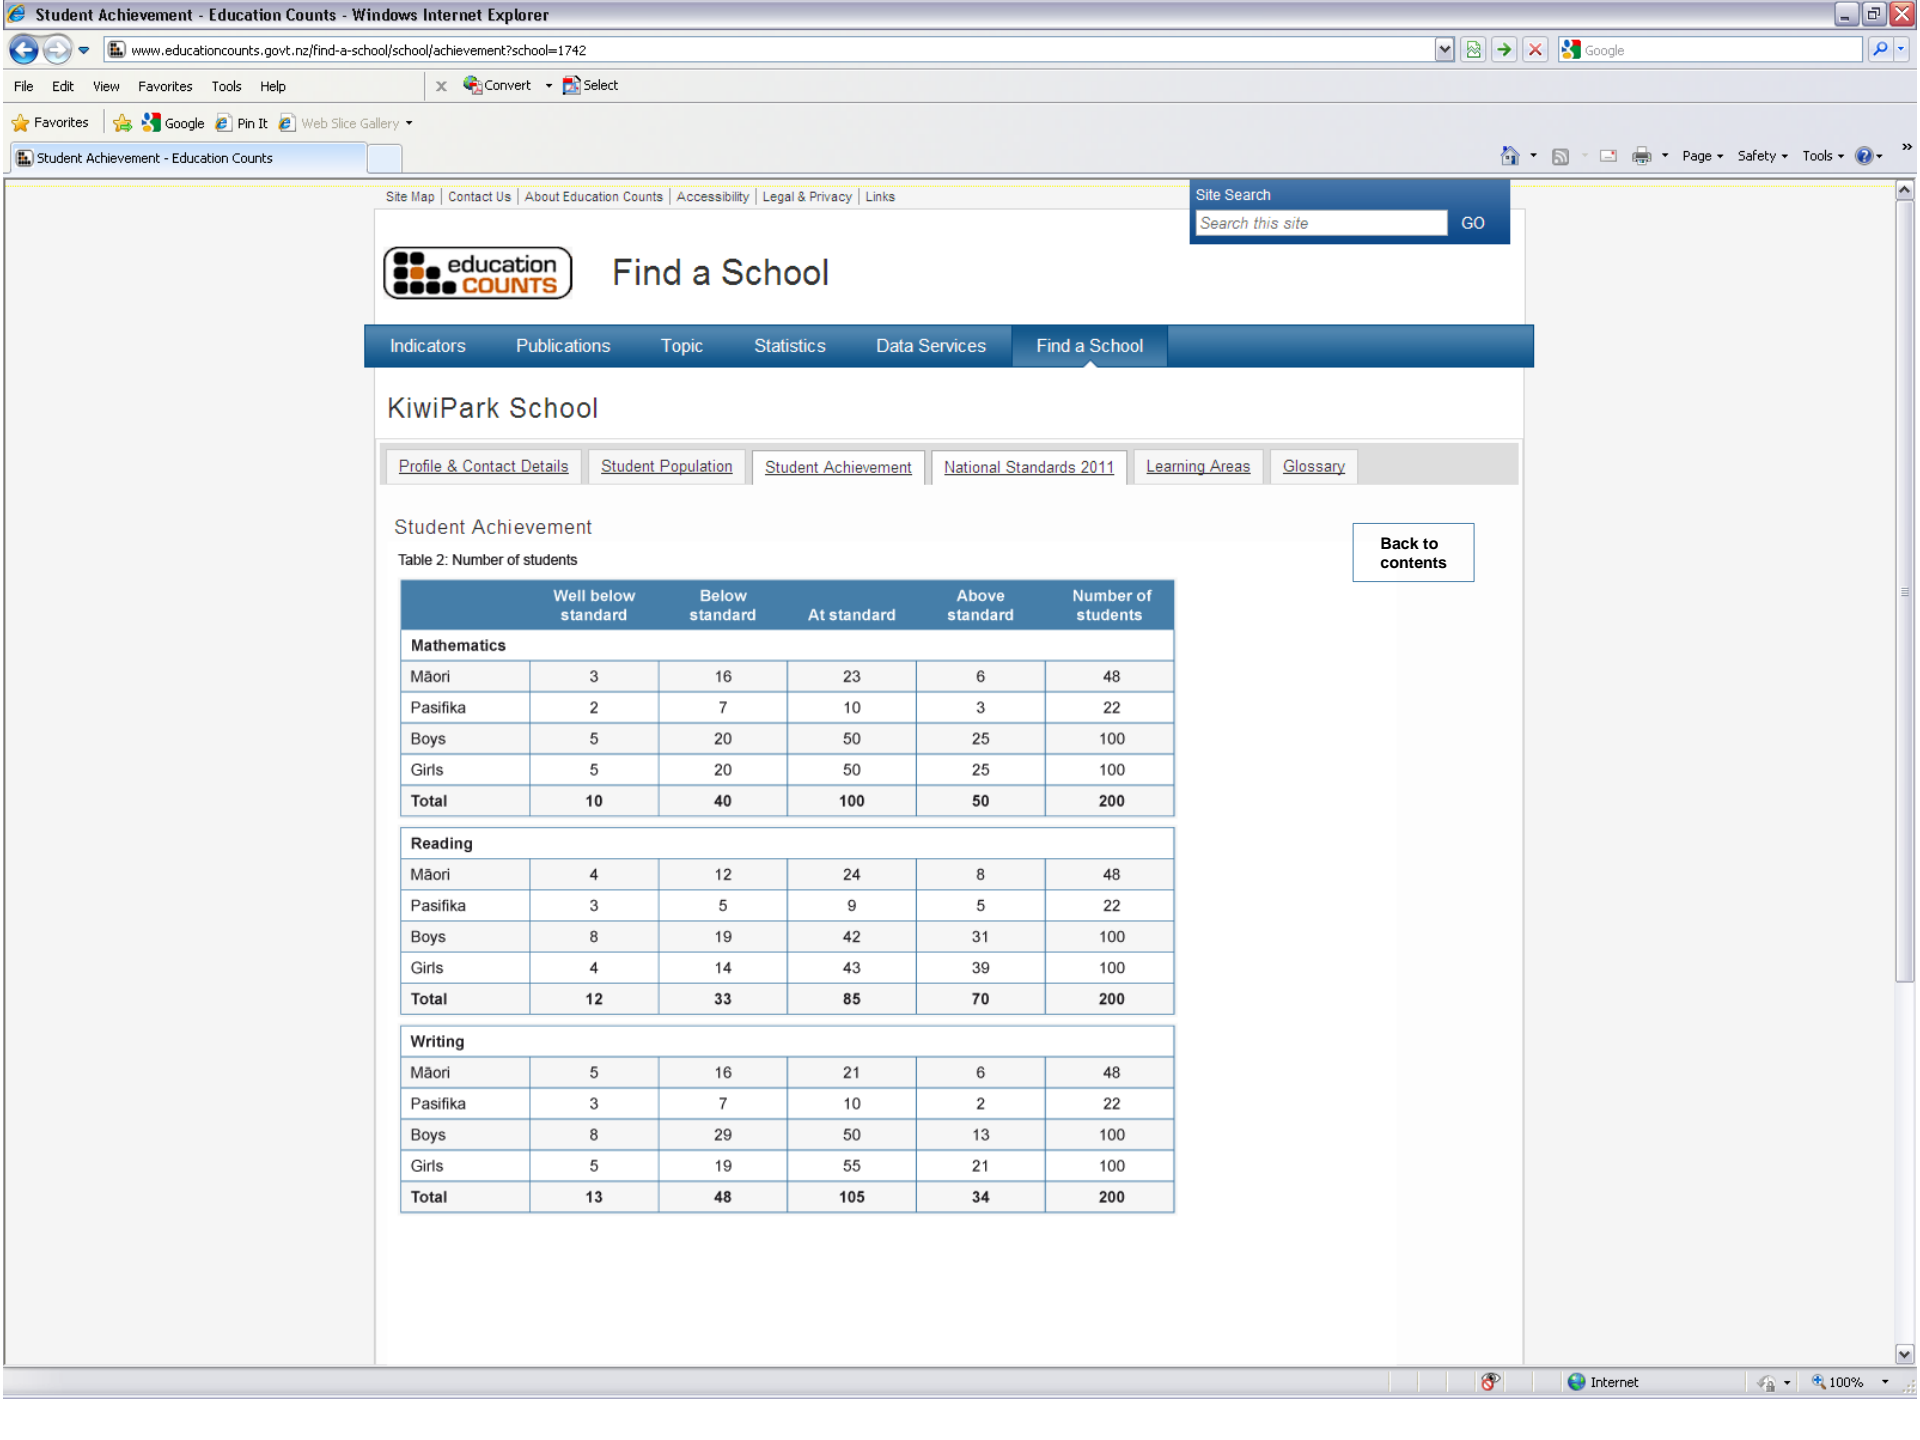 Student Achievement - Education Counts - Windows Internet Explorer
www.educationcounts.govt.nz/find-a-school/school/achievement?school=1742
Google
File Edit View Favorites Tools Help
x Convert Select
Favorites Google Pin It Web Slice Gallery
Student Achievement - Education Counts
Page Safety Tools »
Site Map | Contact Us | About Education Counts | Accessibility | Legal & Privacy | Links
Site Search
Search this site GO
education
COUNTS
Find a School
Indicators Publications Topic Statistics Data Services Find a School
KiwiPark School
Profile & Contact Details Student Population Student Achievement National Standards 2011 Learning Areas Glossary
Student Achievement
Back to
contents
Table 2: Number of students
Well below standard Below standard At standard Above standard Number of students
Mathematics
Māori 3 16 23 6 48
Pasifika 2 7 10 3 22
Boys 5 20 50 25 100
Girls 5 20 50 25 100
Total 10 40 100 50 200
Reading
Māori 4 12 24 8 48
Pasifika 3 5 9 5 22
Boys 8 19 42 31 100
Girls 4 14 43 39 100
Total 12 33 85 70 200
Writing
Māori 5 16 21 6 48
Pasifika 3 7 10 2 22
Boys 8 29 50 13 100
Girls 5 19 55 21 100
Total 13 48 105 34 200
Internet 100%